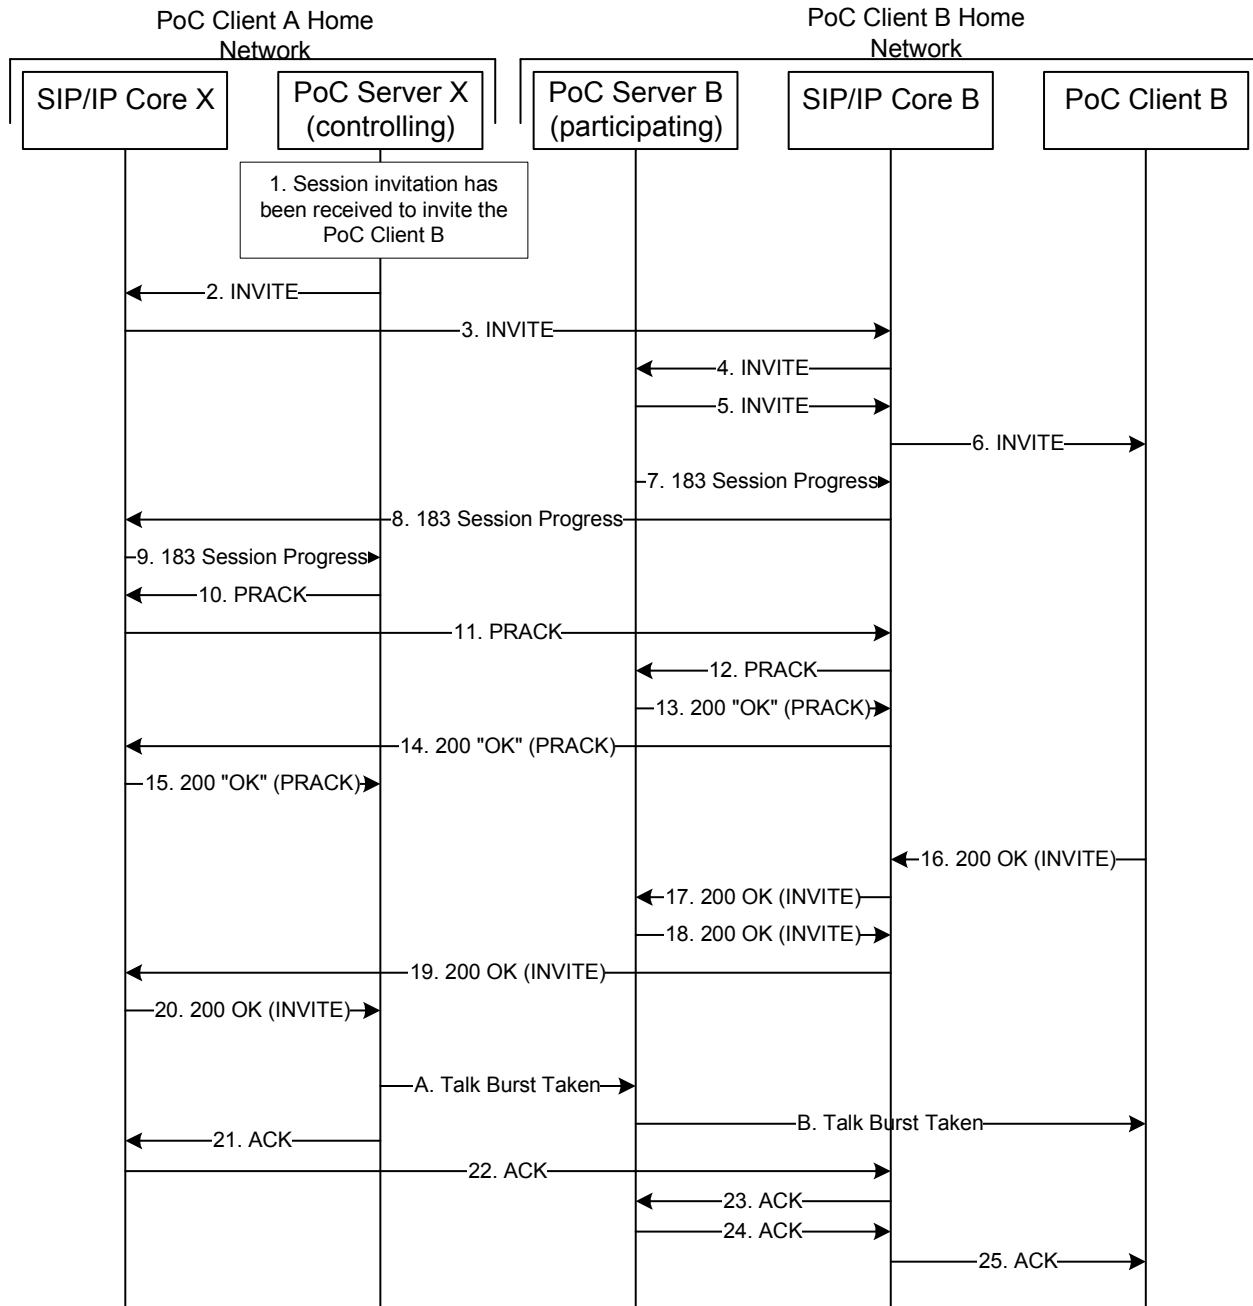 PoC Client A Home
Network
PoC Client B Home
Network
SIP/IP Core X
PoC Server X
(controlling)
PoC Server B
(participating)
SIP/IP Core B
PoC Client B
1. Session invitation has
been received to invite the
PoC Client B
2. INVITE
3. INVITE
4. INVITE
5. INVITE
6. INVITE
7. 183 Session Progress
8. 183 Session Progress
9. 183 Session Progress
10. PRACK
11. PRACK
12. PRACK
13. 200 "OK" (PRACK)
14. 200 "OK" (PRACK)
15. 200 "OK" (PRACK)
16. 200 OK (INVITE)
17. 200 OK (INVITE)
18. 200 OK (INVITE)
19. 200 OK (INVITE)
20. 200 OK (INVITE)
A. Talk Burst Taken
B. Talk Burst Taken
21. ACK
22. ACK
23. ACK
24. ACK
25. ACK